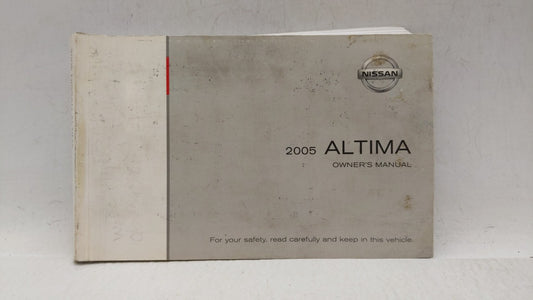 NISSAN
2005 ALTIMA
OWNER'S MANUAL
For your safety, read carefully and keep in this vehicle.